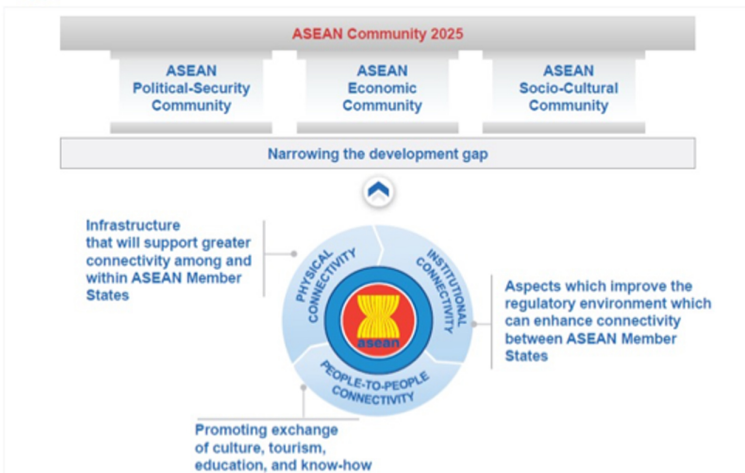 ASEAN Community 2025
ASEAN
Political-Security
Community
ASEAN
Economic
Community
ASEAN
Socio-Cultural
Community
Narrowing the development gap
Infrastructure
that will support greater
connectivity among and
within ASEAN Member
States
PHYSICAL
CONNECTIVITY
INSTITUTIONAL
CONNECTIVITY
asean
Aspects which improve the
regulatory environment which
can enhance connectivity
between ASEAN Member
States
PEOPLE-TO-PEOPLE
CONNECTIVITY
Promoting exchange
of culture, tourism,
education, and know-how